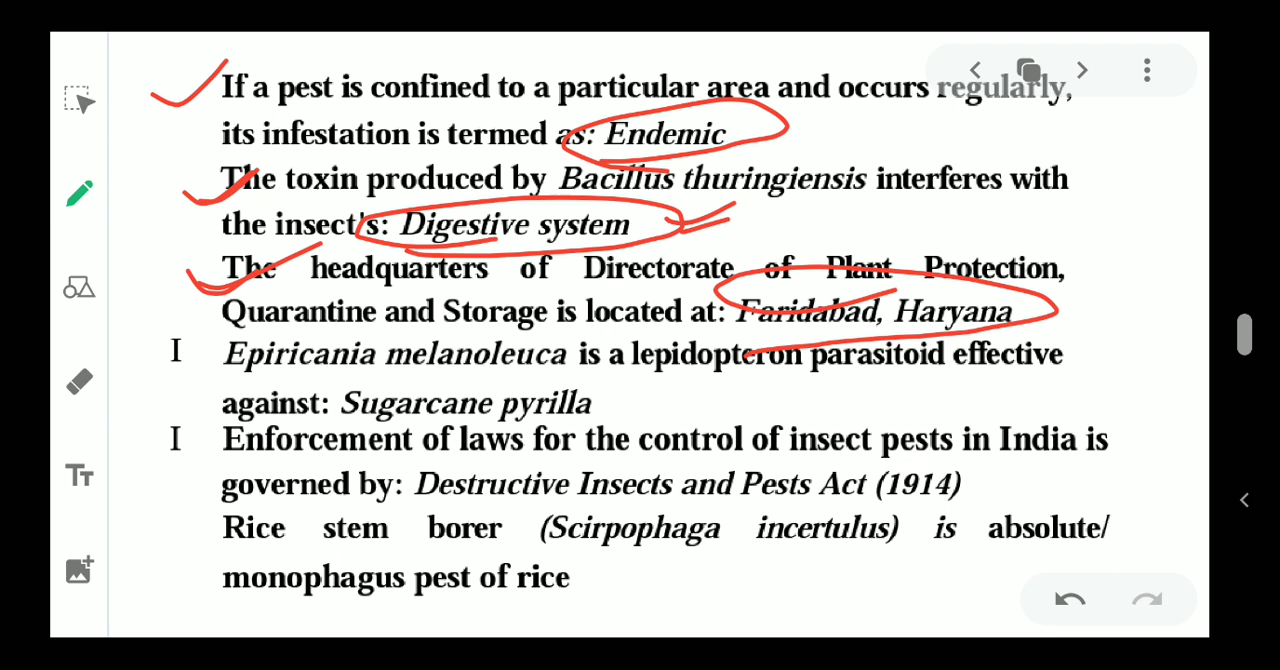 If a pest is confined to a particular area and occurs regularly,
its infestation is termed as: Endemic
The toxin produced by Bacillus thuringiensis interferes with
the insect's: Digestive system
The headquarters of Directorate of Plant Protection,
Quarantine and Storage is located at: Faridabad, Haryana
I Epiricania melanoleuca is a lepidopteron parasitoid effective
against: Sugarcane pyrilla
I Enforcement of laws for the control of insect pests in India is
governed by: Destructive Insects and Pests Act (1914)
Rice stem borer (Scirpophaga incertulus) is absolute/
monophagus pest of rice
TT